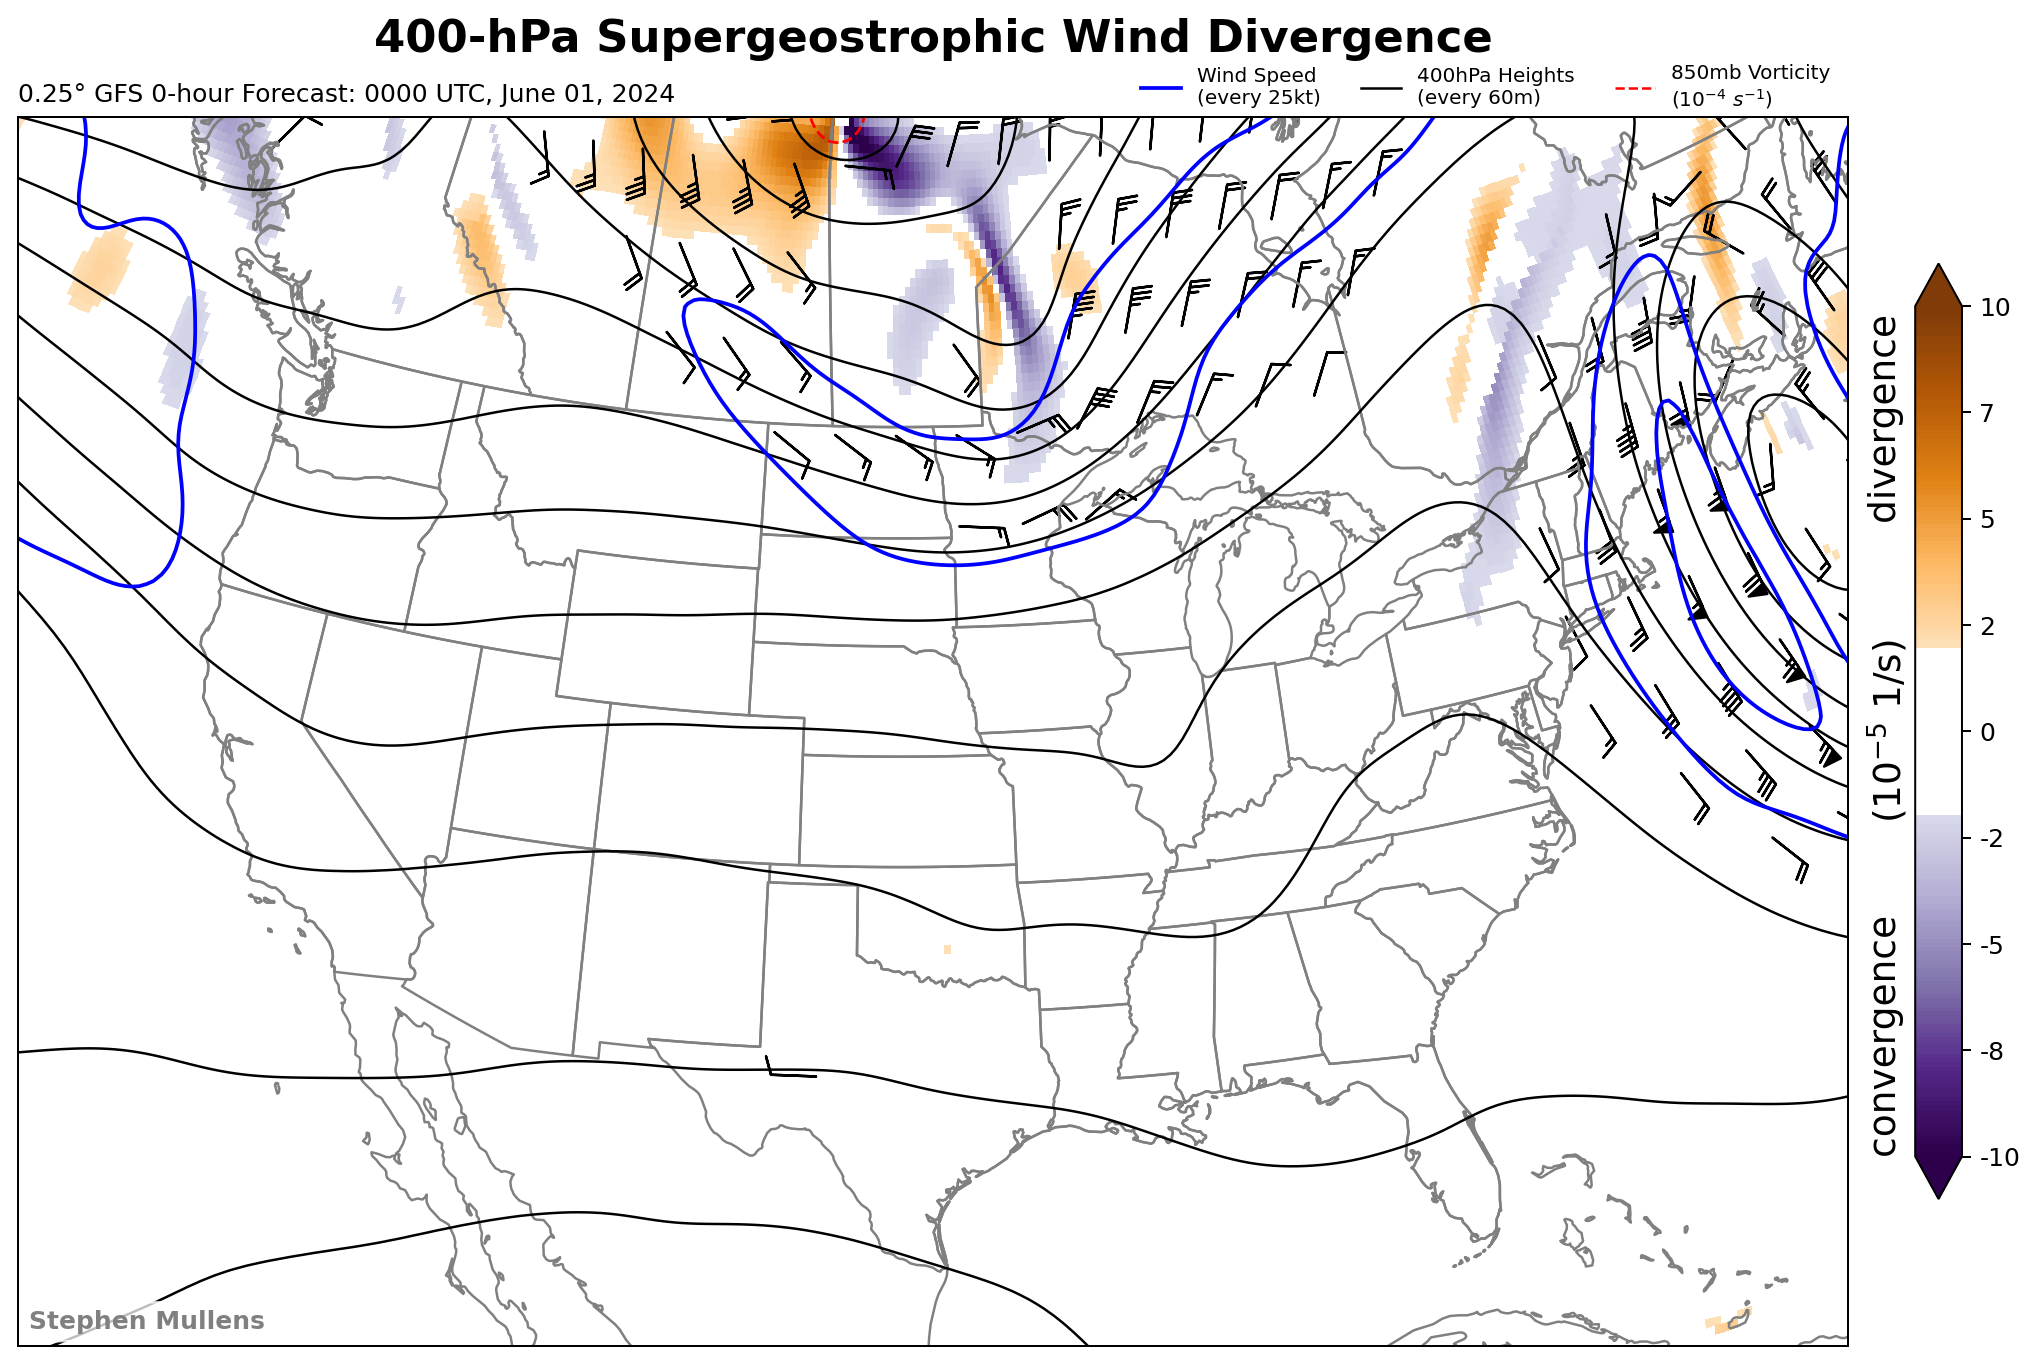 400-hPa Supergeostrophic Wind Divergence
0.25° GFS 0-hour Forecast: 0000 UTC, June 01, 2024
Wind Speed
(every 25kt)
400hPa Heights
(every 60m)
850mb Vorticity
(10⁻⁴ s⁻¹)
10
7
5
2
0
-2
-5
-8
-10
convergence (10⁻⁵ 1/s) divergence
Stephen Mullens